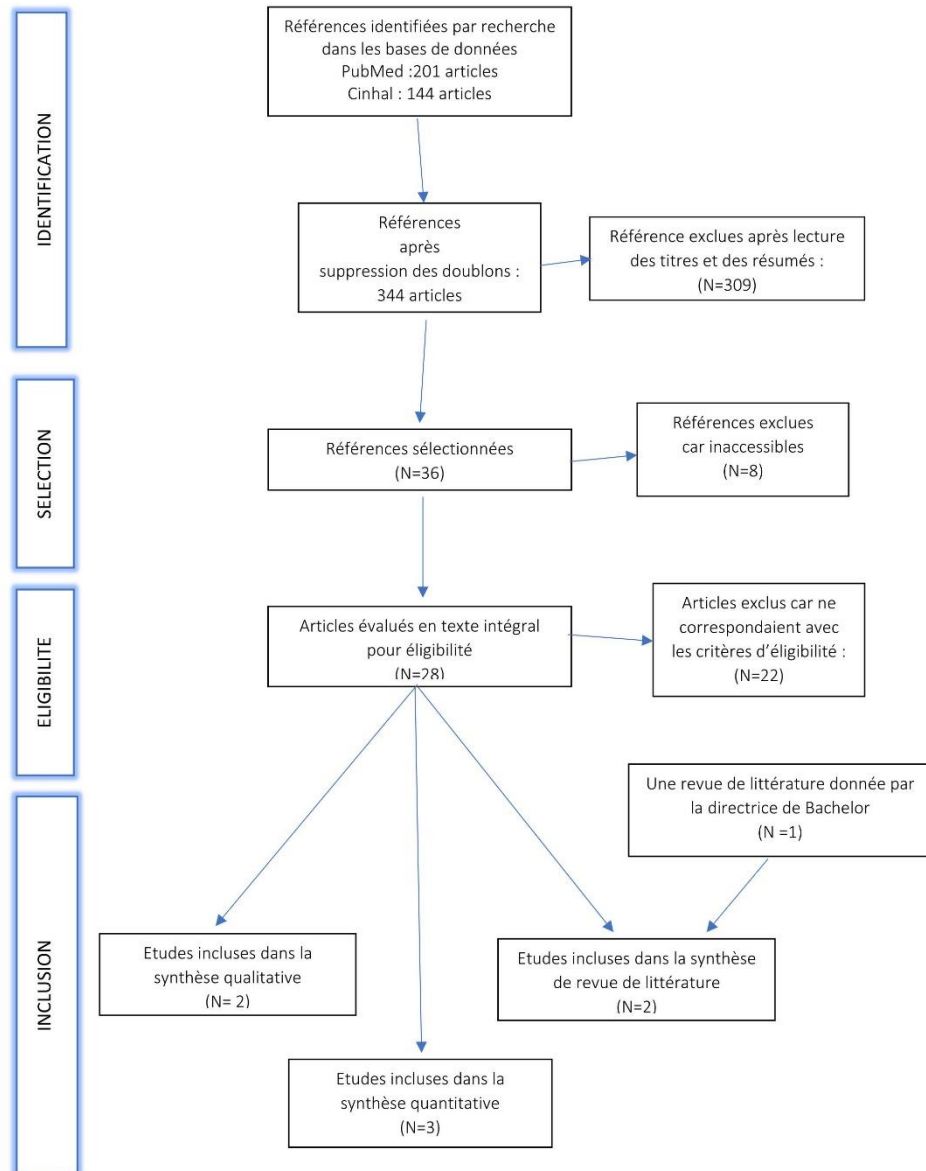 IDENTIFICATION
Références identifiées par recherche
dans les bases de données
PubMed :201 articles
Cinhal : 144 articles
Références
après
suppression des doublons :
344 articles
Référence exclues après lecture
des titres et des résumés :
(N=309)
SELECTION
Références sélectionnées
(N=36)
Références exclues
car inaccessibles
(N=8)
ELIGIBILITE
Articles évalués en texte intégral
pour éligibilité
(N=28)
Articles exclus car ne
correspondaient avec
les critères d’éligibilité :
(N=22)
INCLUSION
Une revue de littérature donnée par
la directrice de Bachelor
(N =1)
Etudes incluses dans la
synthèse qualitative
(N= 2)
Etudes incluses dans la synthèse
de revue de littérature
(N=2)
Etudes incluses dans la
synthèse quantitative
(N=3)